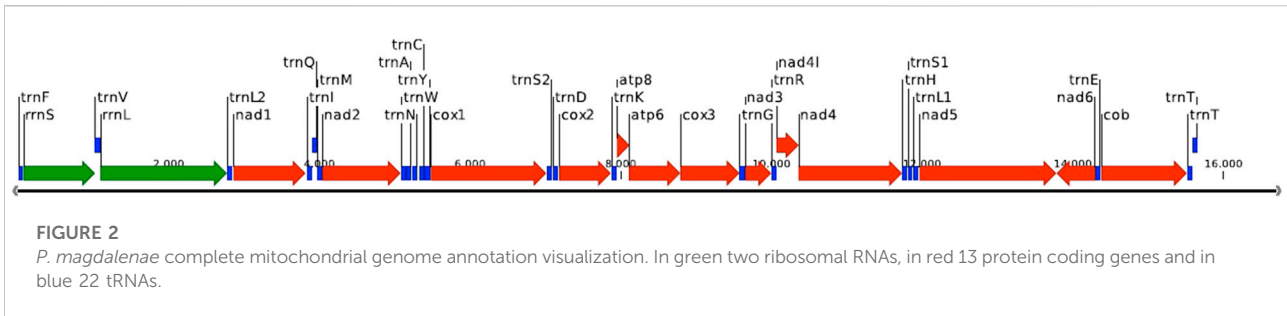 trnC
trnQ trnA nad4l trnS1
trnM trnY trnS2 atp8 trnR trnH trnE
trnF trnV trnL2 trnI trnW trnD trnK nad3 trnL1 nad6 trnT
rrnS rrnL nad1 nad2 trnN cox1 cox2 atp6 cox3 trnG nad4 nad5 cob trnT
2,000 4,000 6,000 8,000 10,000 12,000 14,000 16,000
FIGURE 2
P. magdalenae complete mitochondrial genome annotation visualization. In green two ribosomal RNAs, in red 13 protein coding genes and in
blue 22 tRNAs.